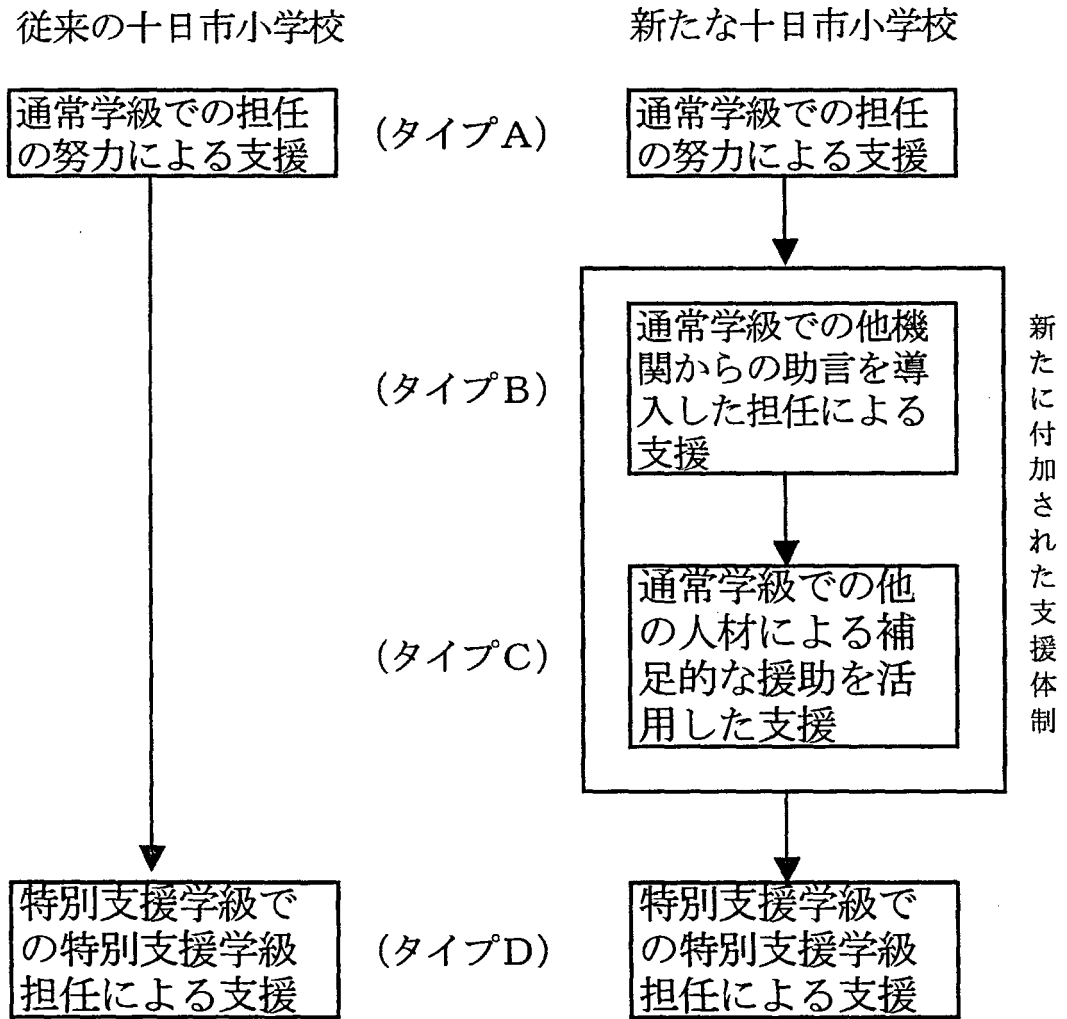 従来の十日市小学校
新たな十日市小学校
通常学級での担任
の努力による支援
(タイプA)
通常学級での担任
の努力による支援
(タイプB)
通常学級での他機
関からの助言を導
入した担任による
支援
(タイプC)
通常学級での他
の人材による補
足的な援助を活
用した支援
新たに付加された支援体制
特別支援学級で
の特別支援学級
担任による支援
(タイプD)
特別支援学級で
の特別支援学級
担任による支援